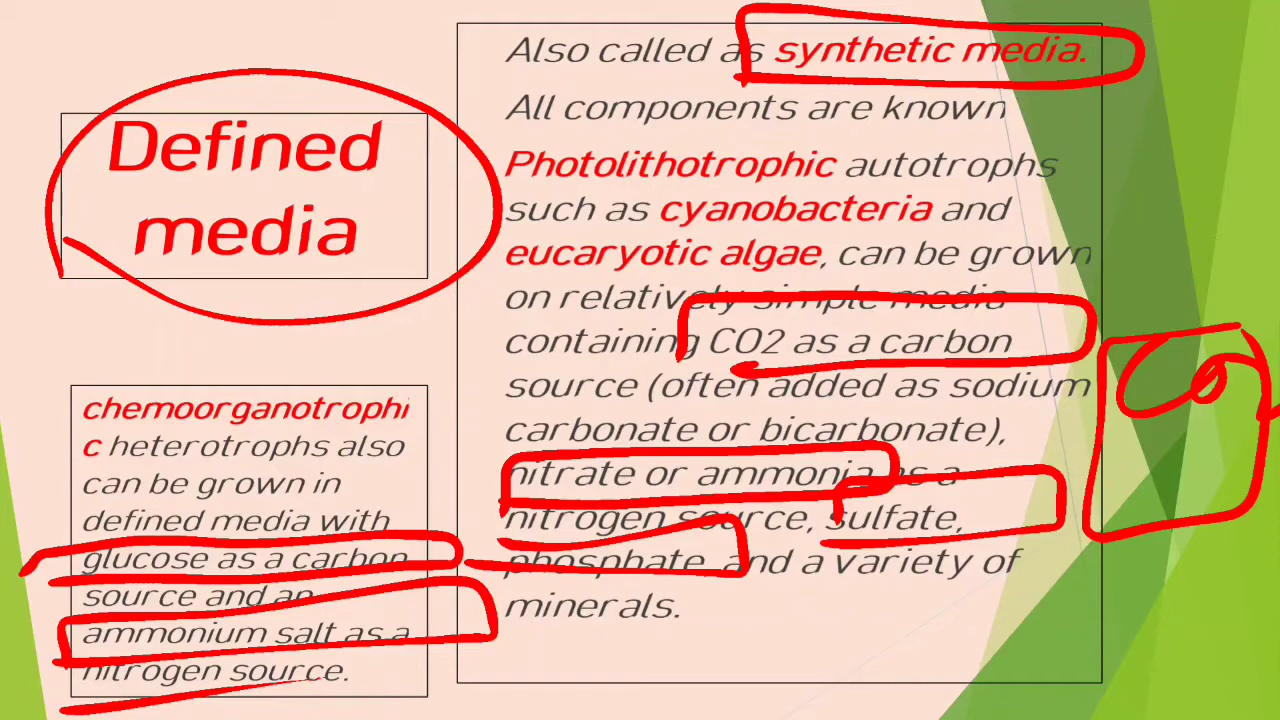 Defined
media
chemoorganotrophi
c heterotrophs also
can be grown in
defined media with
glucose as a carbon
source and an
ammonium salt as a
nitrogen source.
Also called as synthetic media.
All components are known
Photolithotrophic autotrophs
such as cyanobacteria and
eucaryotic algae, can be grown
on relatively simple media
containing CO2 as a carbon
source (often added as sodium
carbonate or bicarbonate),
nitrate or ammonia as a
nitrogen source, sulfate,
phosphate, and a variety of
minerals.